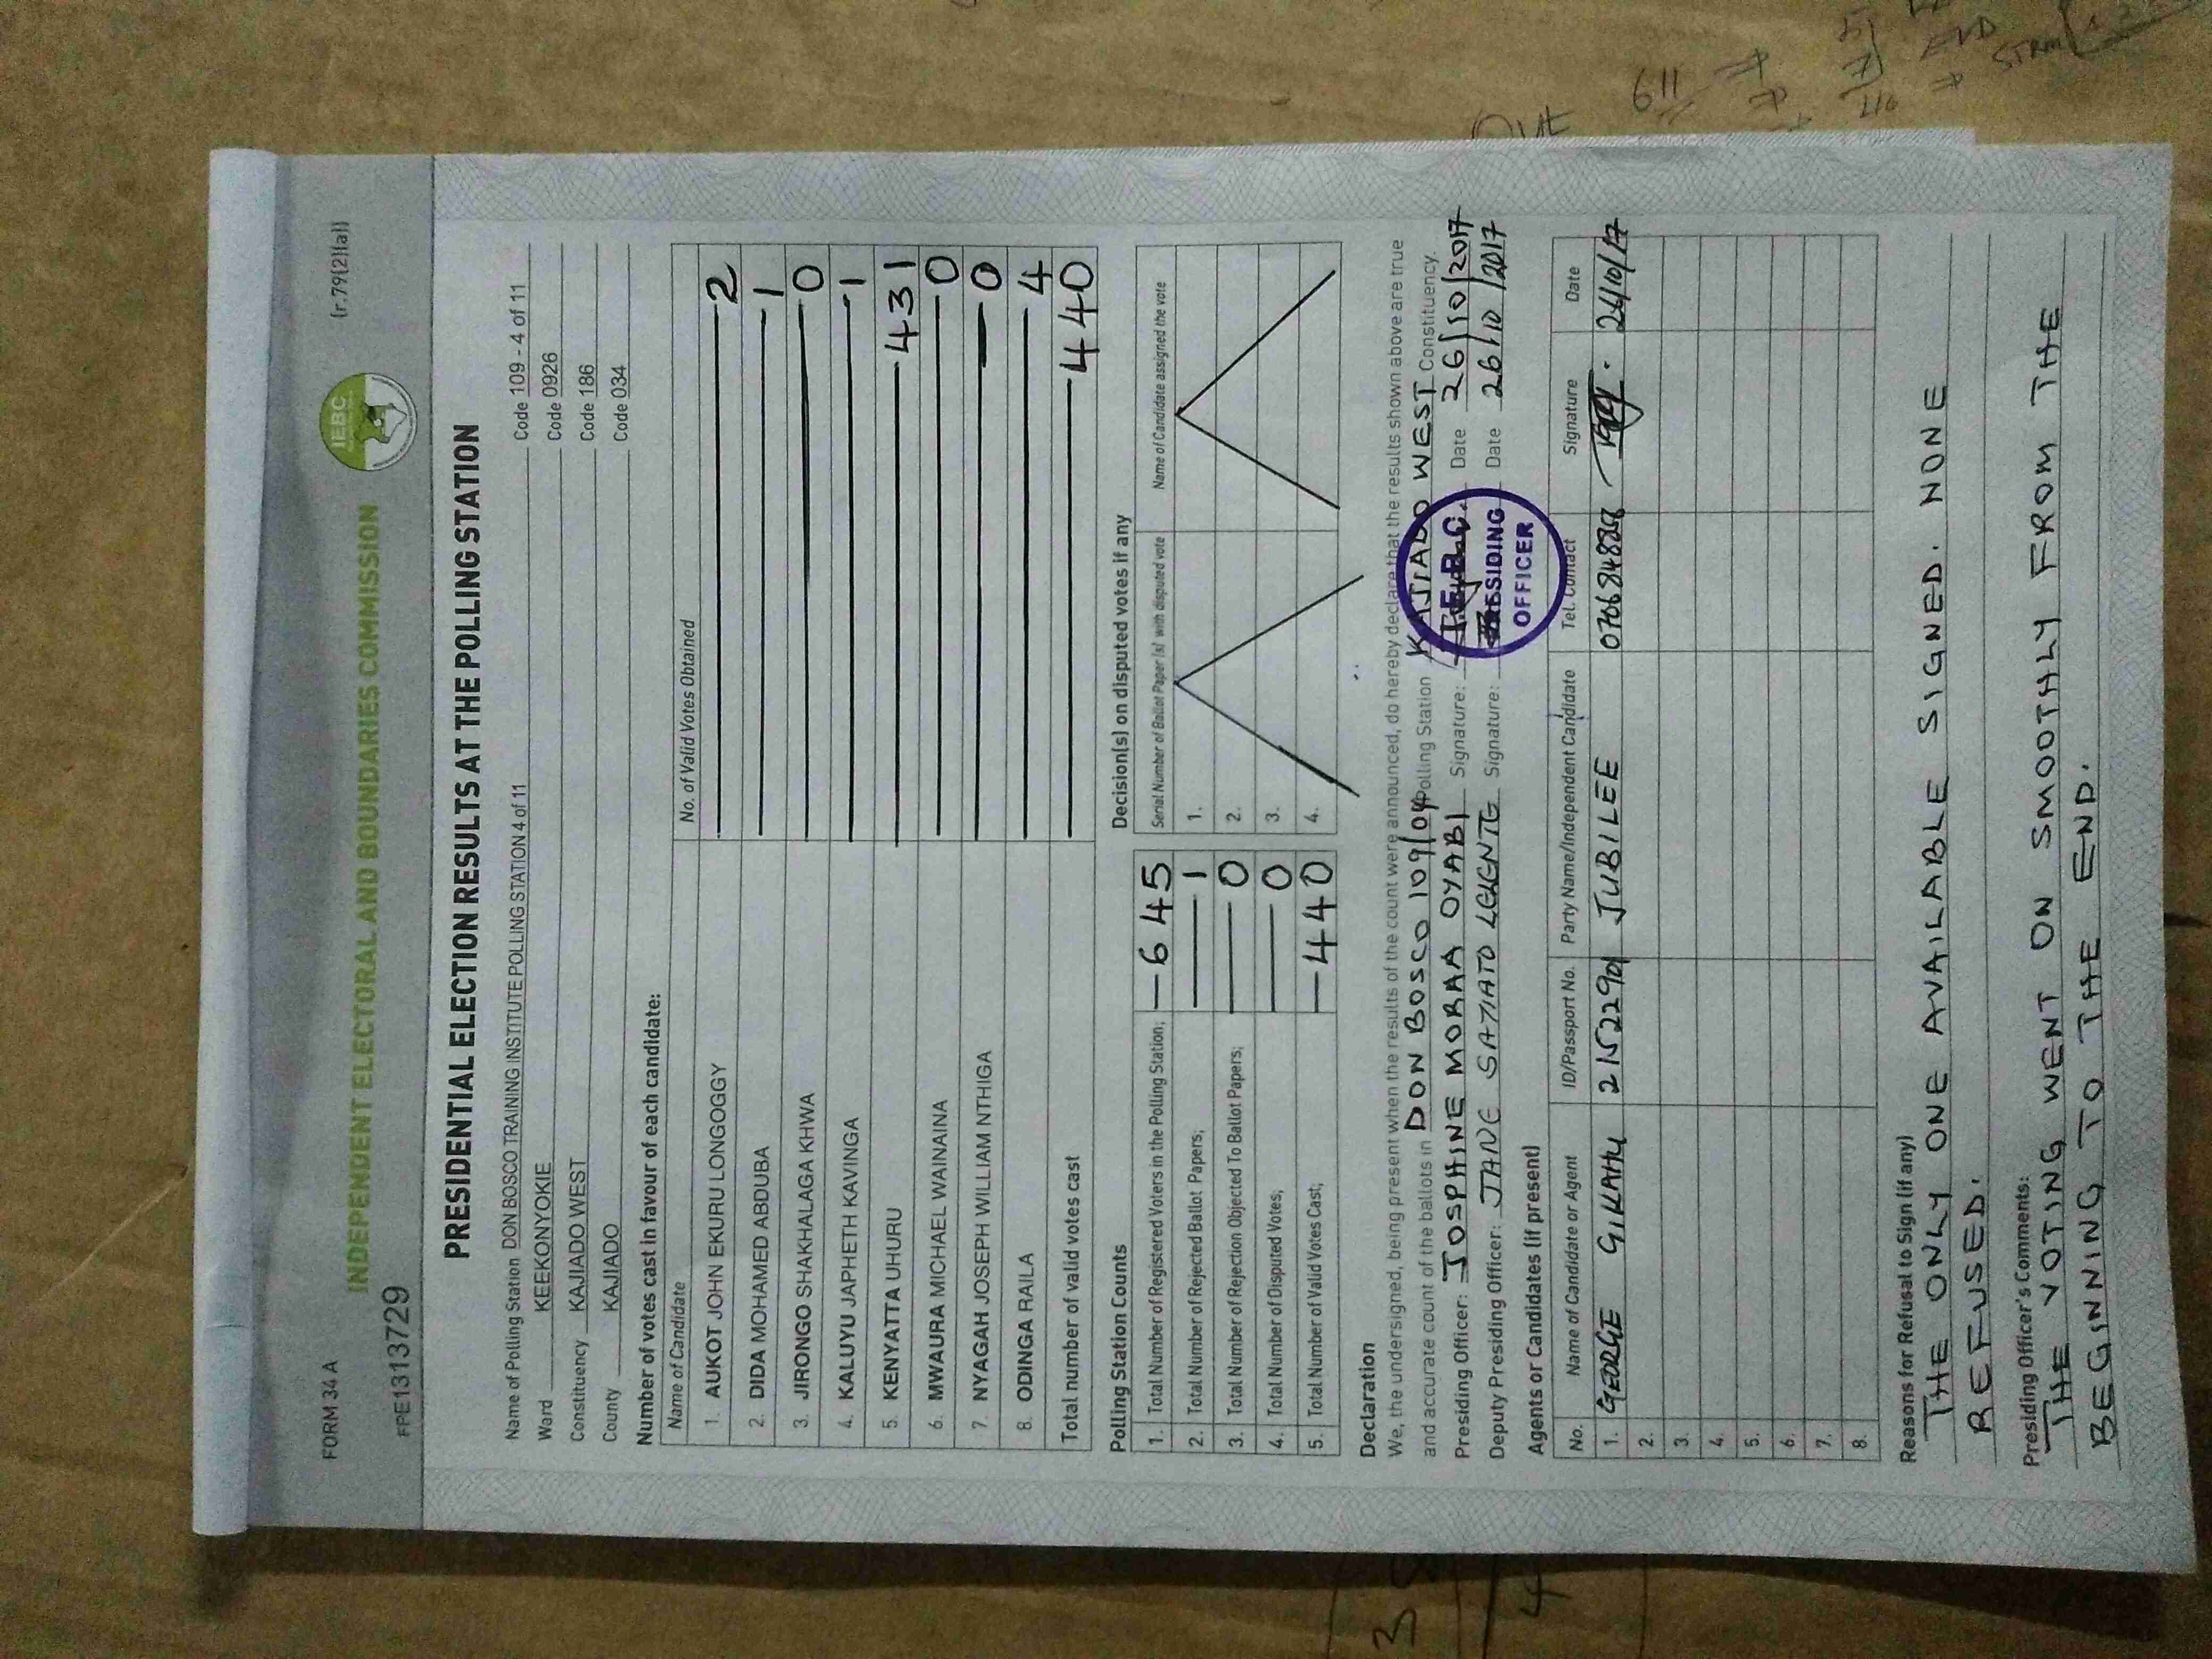 FORM 34 A
(r.79(2)(a))
IEBC
INDEPENDENT ELECTORAL AND BOUNDARIES COMMISSION
FPE1313729
PRESIDENTIAL ELECTION RESULTS AT THE POLLING STATION
Name of Polling Station DON BOSCO TRAINING INSTITUTE POLLING STATION 4 of 11 Code 109 - 4 of 11
Ward KEEKONYOKIE Code 0926
Constituency KAJIADO WEST Code 186
County KAJIADO Code 034
Number of votes cast in favour of each candidate:
Name of Candidate No. of Valid Votes Obtained
1. AUKOT JOHN EKURU LONGOGGY 2
2. DIDA MOHAMED ABDUBA 1
3. JIRONGO SHAKHALAGA KHWA 0
4. KALUYU JAPHETH KAVINGA 1
5. KENYATTA UHURU 431
6. MWAURA MICHAEL WAINAINA 0
7. NYAGAH JOSEPH WILLIAM NTHIGA 0
8. ODINGA RAILA 4
Total number of valid votes cast 440
Polling Station Counts
1. Total Number of Registered Voters in the Polling Station; 645
2. Total Number of Rejected Ballot Papers; 1
3. Total Number of Rejection Objected To Ballot Papers; 0
4. Total Number of Disputed Votes; 0
5. Total Number of Valid Votes Cast; 440
Decision(s) on disputed votes if any
Serial Number of Ballot Paper (s) with disputed vote Name of Candidate assigned the vote
1.
2.
3.
4.
Declaration
We, the undersigned, being present when the results of the count were announced, do hereby declare that the results shown above are true
and accurate count of the ballots in DON BOSCO 109/04 Polling Station KAJIADO WEST Constituency.
Presiding Officer: JOSPHINE MORAA OYABI Signature: Date 26/10/2017
Deputy Presiding Officer: JANE SATIATO Signature: Date 26/10/2017
I.E.B.C.
PRESIDING
OFFICER
Agents or Candidates (if present)
No. Name of Candidate or Agent ID/Passport No. Party Name/Independent Candidate Tel. Contact Signature Date
1. GEORGE GIKAHU JUBILEE 26/10/17
2.
3.
4.
5.
6.
7.
8.
Reasons for Refusal to Sign (if any)
THE ONLY ONE AVAILABLE SIGNED. NONE
REFUSED.
Presiding Officer's Comments:
THE VOTING WENT ON SMOOTHLY FROM THE
BEGINNING TO THE END.
611